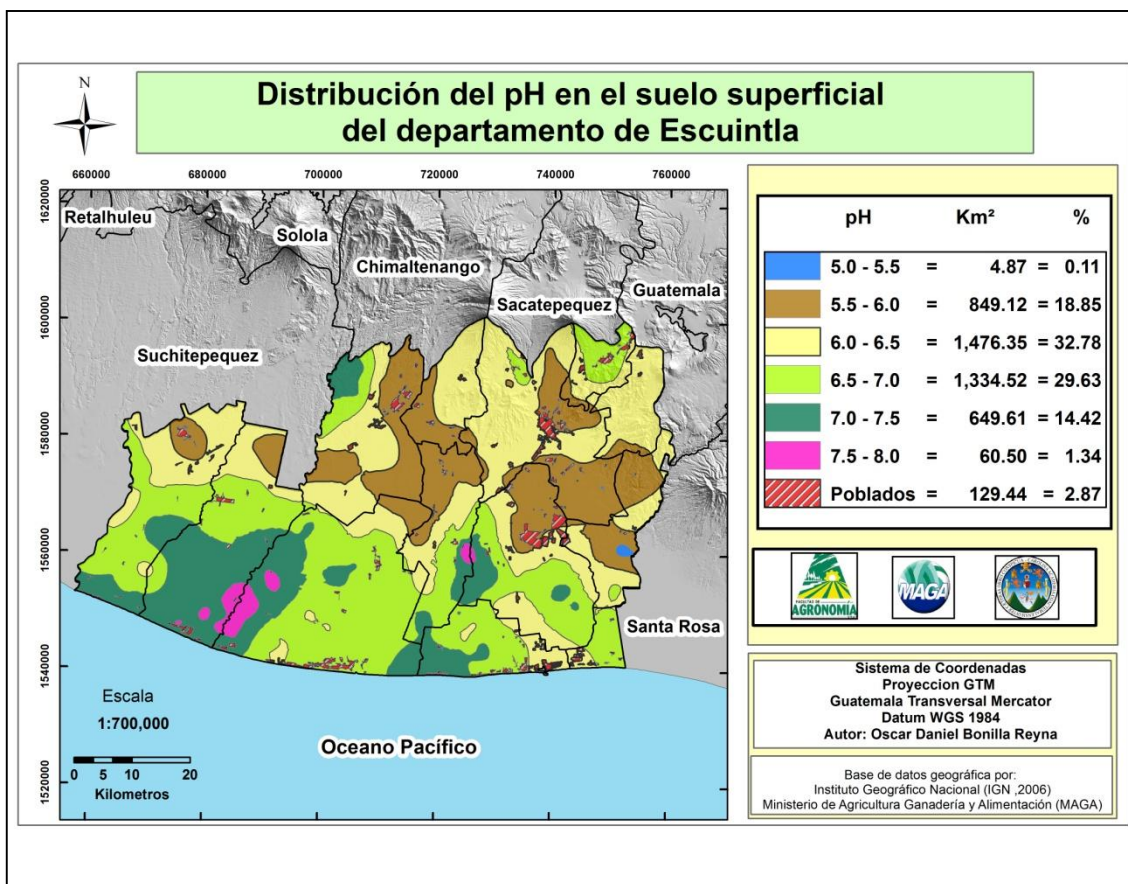 Distribución del pH en el suelo superficial
del departamento de Escuintla
N
660000 680000 700000 720000 740000 760000
1620000
1600000
1580000
1560000
1540000
1520000
Retalhuleu
Solola
Chimaltenango
Guatemala
Sacatepequez
Suchitepequez
Santa Rosa
Oceano Pacífico
Escala
1:700,000
0 5 10 20
Kilometros
pH Km² %
5.0 - 5.5 = 4.87 = 0.11
5.5 - 6.0 = 849.12 = 18.85
6.0 - 6.5 = 1,476.35 = 32.78
6.5 - 7.0 = 1,334.52 = 29.63
7.0 - 7.5 = 649.61 = 14.42
7.5 - 8.0 = 60.50 = 1.34
Poblados = 129.44 = 2.87
FACULTAD DE
AGRONOMÍA
MAGA
Sistema de Coordenadas
Proyeccion GTM
Guatemala Transversal Mercator
Datum WGS 1984
Autor: Oscar Daniel Bonilla Reyna
Base de datos geográfica por:
Instituto Geográfico Nacional (IGN ,2006)
Ministerio de Agricultura Ganadería y Alimentación (MAGA)